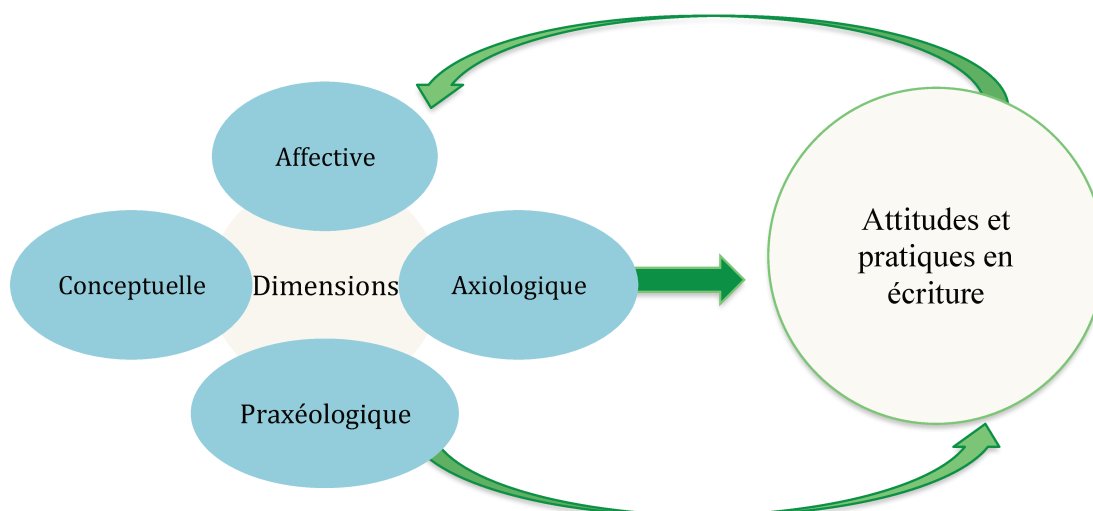 Affective
Conceptuelle
Dimensions
Axiologique
Praxéologique
Attitudes et
pratiques en
écriture